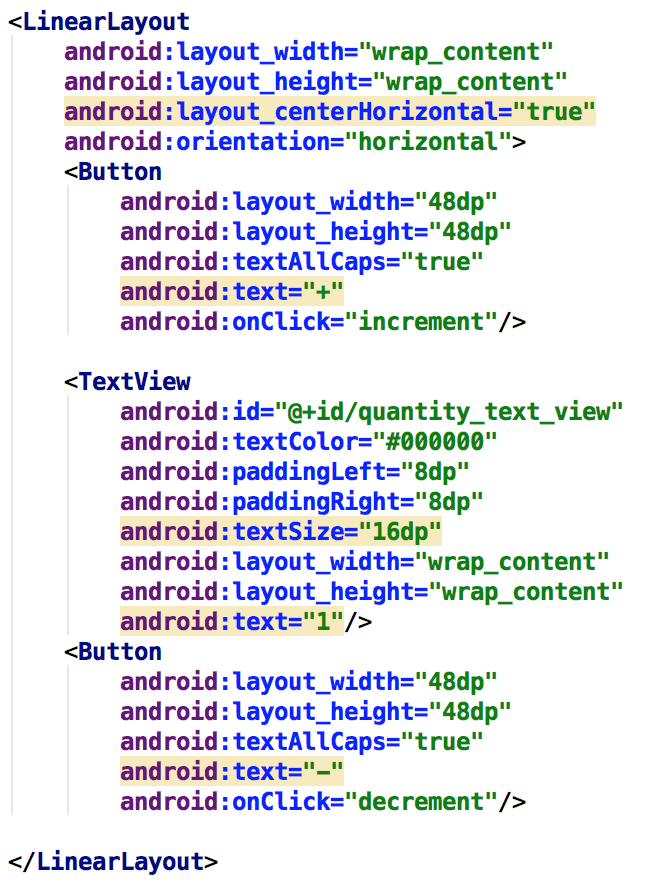 <LinearLayout
    android:layout_width="wrap_content"
    android:layout_height="wrap_content"
    android:layout_centerHorizontal="true"
    android:orientation="horizontal">
    <Button
        android:layout_width="48dp"
        android:layout_height="48dp"
        android:textAllCaps="true"
        android:text="+"
        android:onClick="increment"/>

    <TextView
        android:id="@+id/quantity_text_view"
        android:textColor="#000000"
        android:paddingLeft="8dp"
        android:paddingRight="8dp"
        android:textSize="16dp"
        android:layout_width="wrap_content"
        android:layout_height="wrap_content"
        android:text="1"/>
    <Button
        android:layout_width="48dp"
        android:layout_height="48dp"
        android:textAllCaps="true"
        android:text="-"
        android:onClick="decrement"/>

</LinearLayout>